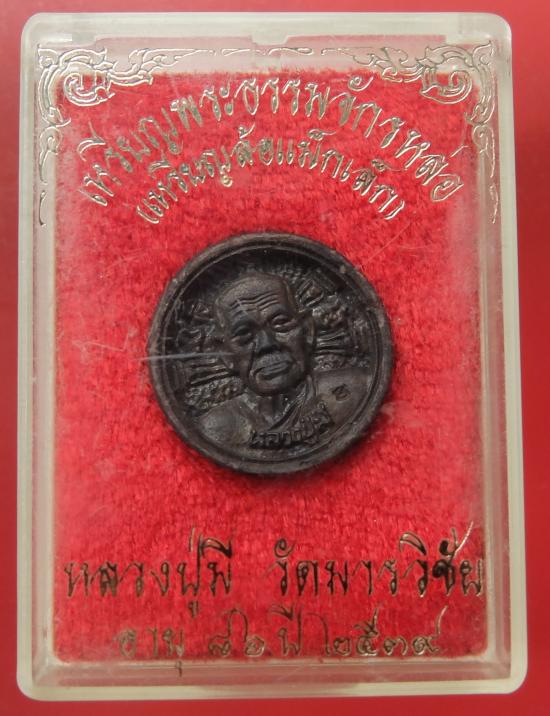 เหรียญพระธรรมจักรหล่อ
(เหรียญล้อแม็กเล็ก)
หลวงปู่มี
หลวงปู่มี วัดมารวิชัย
อายุ ๘๖ ปี ๒๕๓๙